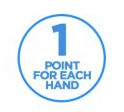 1
POINT
FOR EACH
HAND